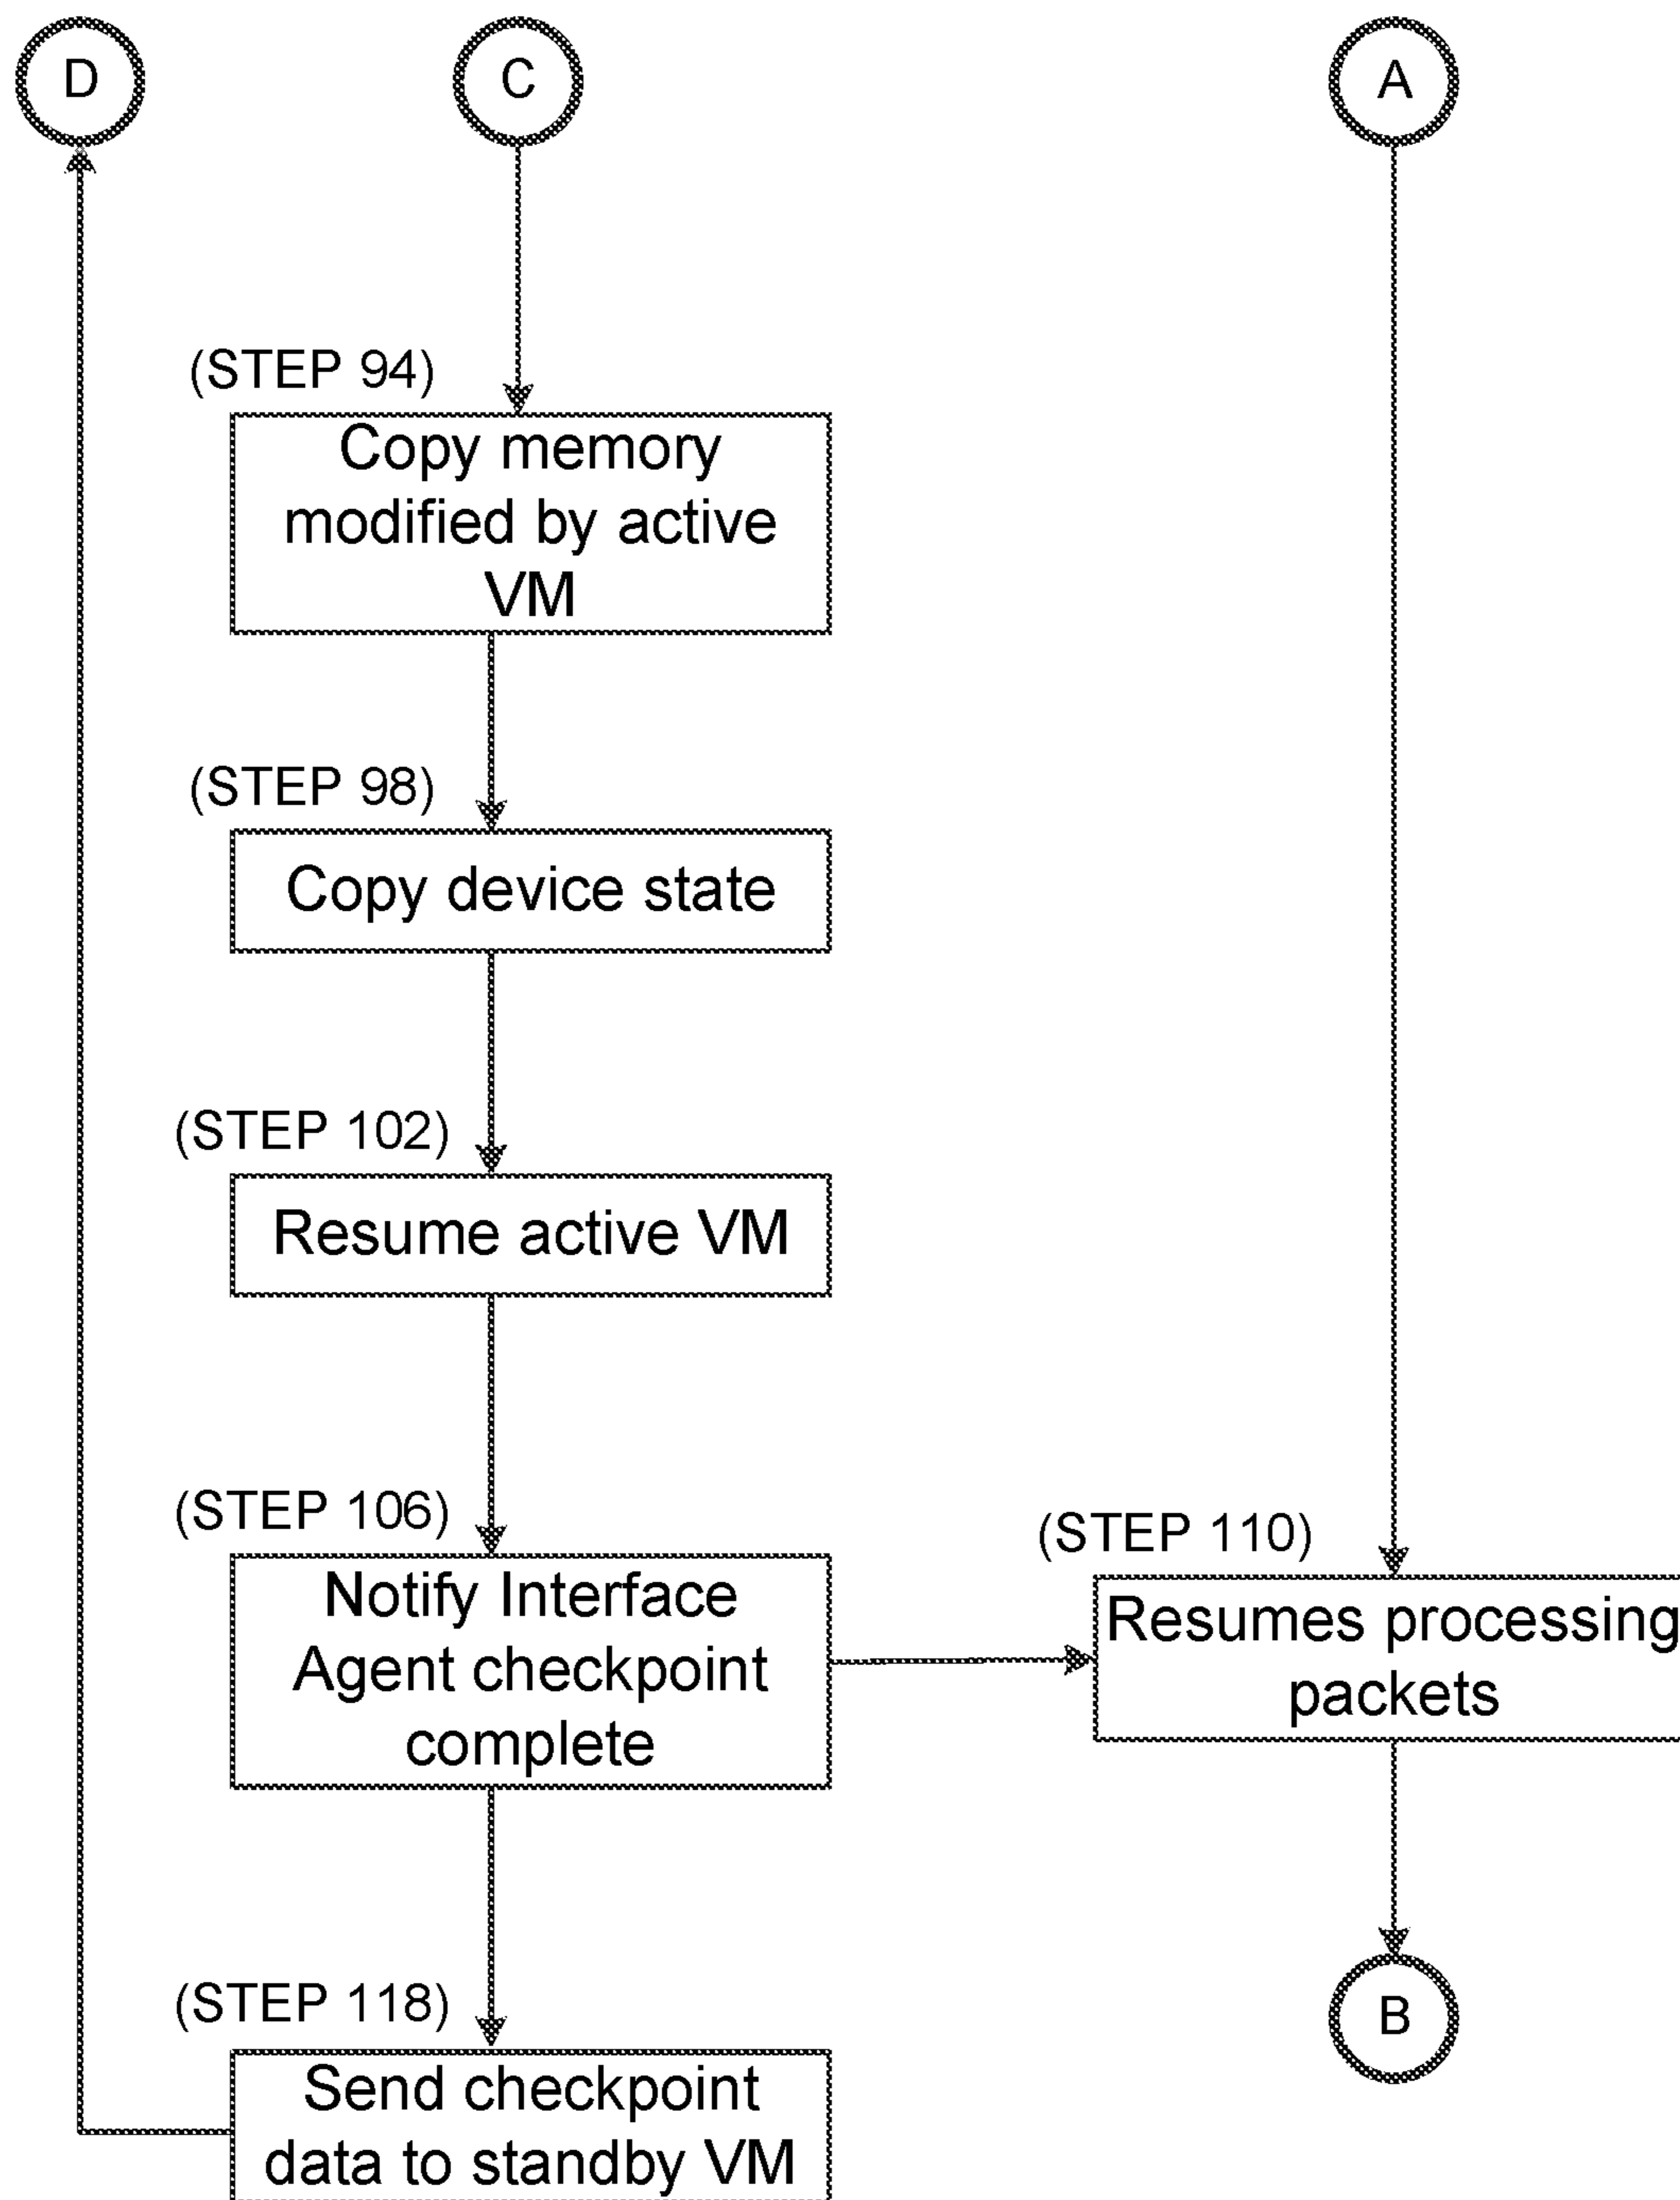 D
C
A
(STEP 94)
Copy memory
modified by active
VM
(STEP 98)
Copy device state
(STEP 102)
Resume active VM
(STEP 106)
Notify Interface
Agent checkpoint
complete
(STEP 110)
Resumes processing
packets
B
(STEP 118)
Send checkpoint
data to standby VM